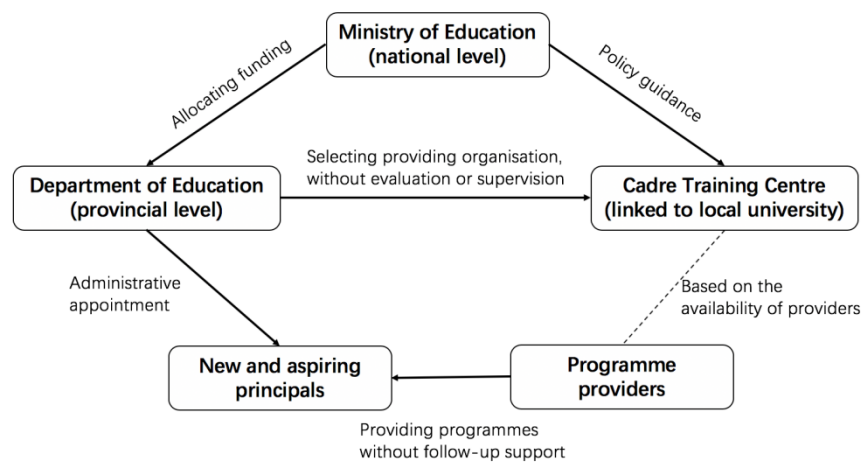 Ministry of Education
(national level)
Allocating funding
Policy guidance
Selecting providing organisation,
without evaluation or supervision
Department of Education
(provincial level)
Cadre Training Centre
(linked to local university)
Administrative
appointment
Based on the
availability of providers
New and aspiring
principals
Programme
providers
Providing programmes
without follow-up support